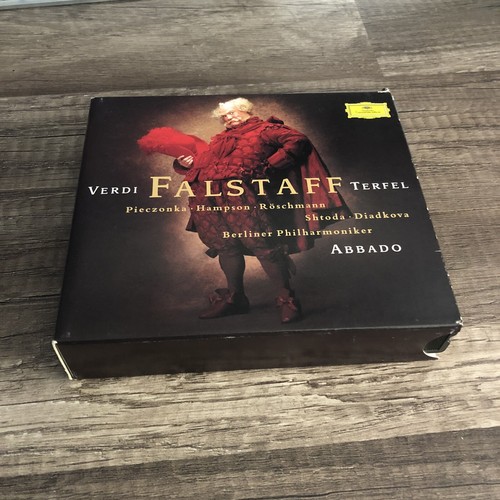 VERDI FALSTAFF TERFEL
Pieczonka · Hampson · Röschmann
Shtoda · Diadkova
Berliner Philharmoniker
ABBADO